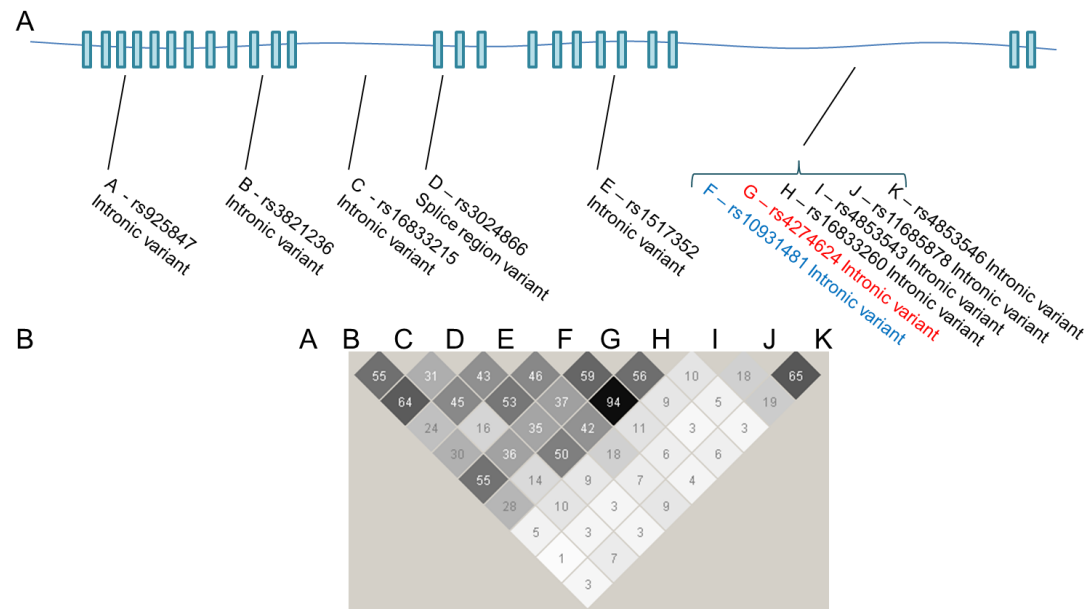 A
A - rs925847
Intronic variant
B - rs3821236
Intronic variant
C - rs16833215
Intronic variant
D – rs3024866
Splice region variant
E – rs1517352
Intronic variant
F – rs10931481 Intronic variant
G – rs4274624 Intronic variant
H – rs16833260 Intronic variant
I – rs4853543 Intronic variant
J – rs11685878 Intronic variant
K – rs4853546 Intronic variant
B
A B C D E F G H I J K
55 31 43 46 59 56 10 18 65
64 45 53 37 94 9 5 19
24 16 35 42 11 3 3
30 36 50 18 6 6
55 14 9 7 4
28 10 3 9
5 3 3
1 7
3